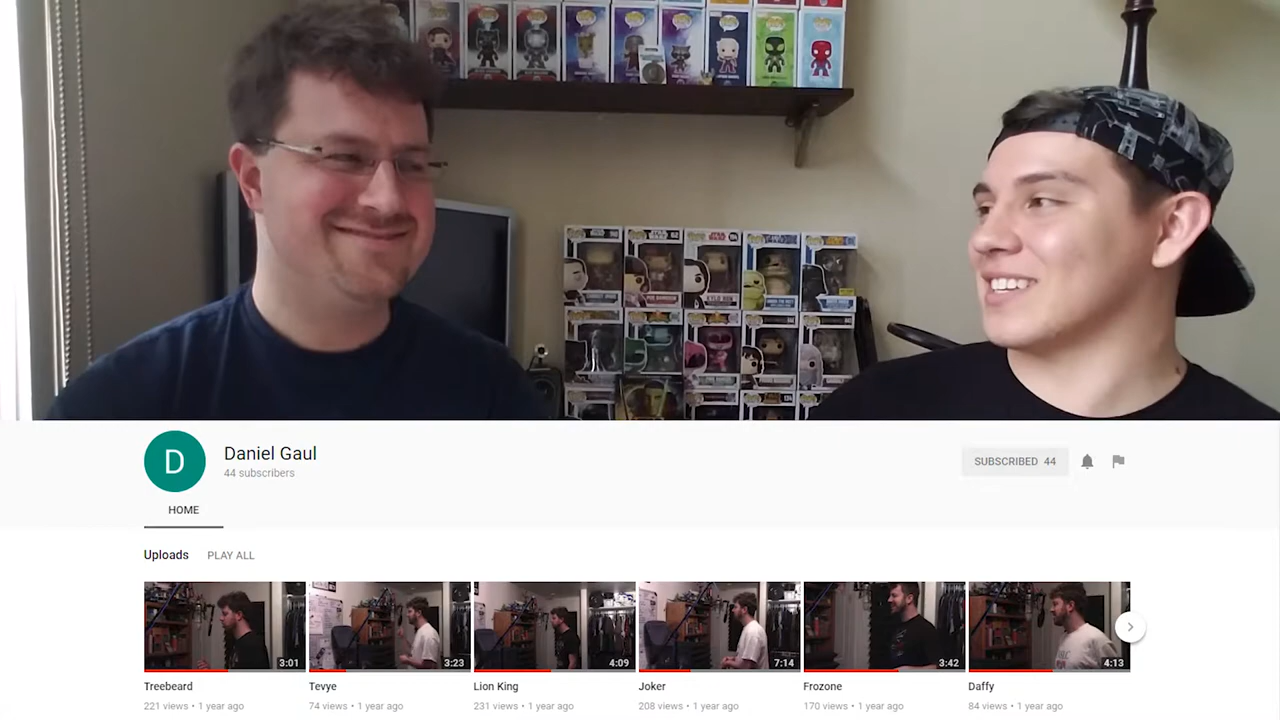 D
Daniel Gaul
44 subscribers
SUBSCRIBED 44
HOME
Uploads PLAY ALL
3:01
3:23
4:09
7:14
3:42
4:13
Treebeard
Tevye
Lion King
Joker
Frozone
Daffy
221 views • 1 year ago
74 views • 1 year ago
231 views • 1 year ago
208 views • 1 year ago
170 views • 1 year ago
84 views • 1 year ago